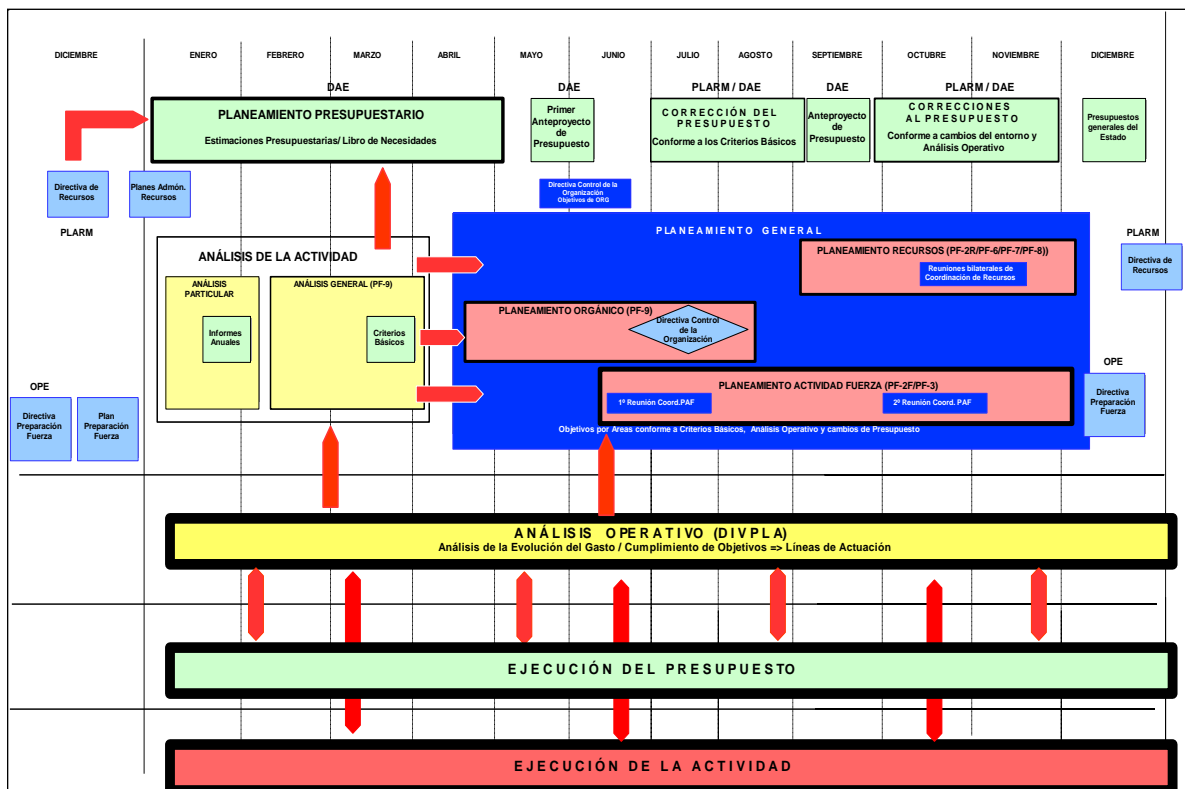 DICIEMBRE
ENERO
FEBRERO
MARZO
ABRIL
MAYO
JUNIO
JULIO
AGOSTO
SEPTIEMBRE
OCTUBRE
NOVIEMBRE
DICIEMBRE
DAE
DAE
PLARM / DAE
DAE
PLARM / DAE
PLANEAMIENTO PRESUPUESTARIO
Estimaciones Presupuestarias/ Libro de Necesidades
Primer
Anteproyecto
de
Presupuesto
CORRECCIÓN DEL
PRESUPUESTO
Conforme a los Criterios Básicos
Anteproyecto
de
Presupuesto
CORRECCIONES
AL PRESUPUESTO
Conforme a cambios del entorno y
Análisis Operativo
Presupuestos
generales del
Estado
Directiva de
Recursos
Planes Admón.
Recursos
PLARM
Directiva Control de la
Organización
Objetivos de ORG
PLANEAMIENTO GENERAL
PLANEAMIENTO RECURSOS (PF-2R/PF-6/PF-7/PF-8))
Reuniones bilaterales de
Coordinación de Recursos
PLARM
Directiva de
Recursos
ANÁLISIS DE LA ACTIVIDAD
ANÁLISIS
PARTICULAR
Informes
Anuales
ANÁLISIS GENERAL (PF-9)
Criterios
Básicos
PLANEAMIENTO ORGÁNICO (PF-9)
Directiva Control
de la
Organización
PLANEAMIENTO ACTIVIDAD FUERZA (PF-2F/PF-3)
1º Reunión Coord.PAF
2º Reunión Coord. PAF
Objetivos por Areas conforme a Criterios Básicos, Análisis Operativo y cambios de Presupuesto
OPE
Directiva
Preparación
Fuerza
Plan
Preparación
Fuerza
OPE
Directiva
Preparación
Fuerza
ANÁLISIS OPERATIVO (DIVPLA)
Análisis de la Evolución del Gasto / Cumplimiento de Objetivos => Líneas de Actuación
EJECUCIÓN DEL PRESUPUESTO
EJECUCIÓN DE LA ACTIVIDAD